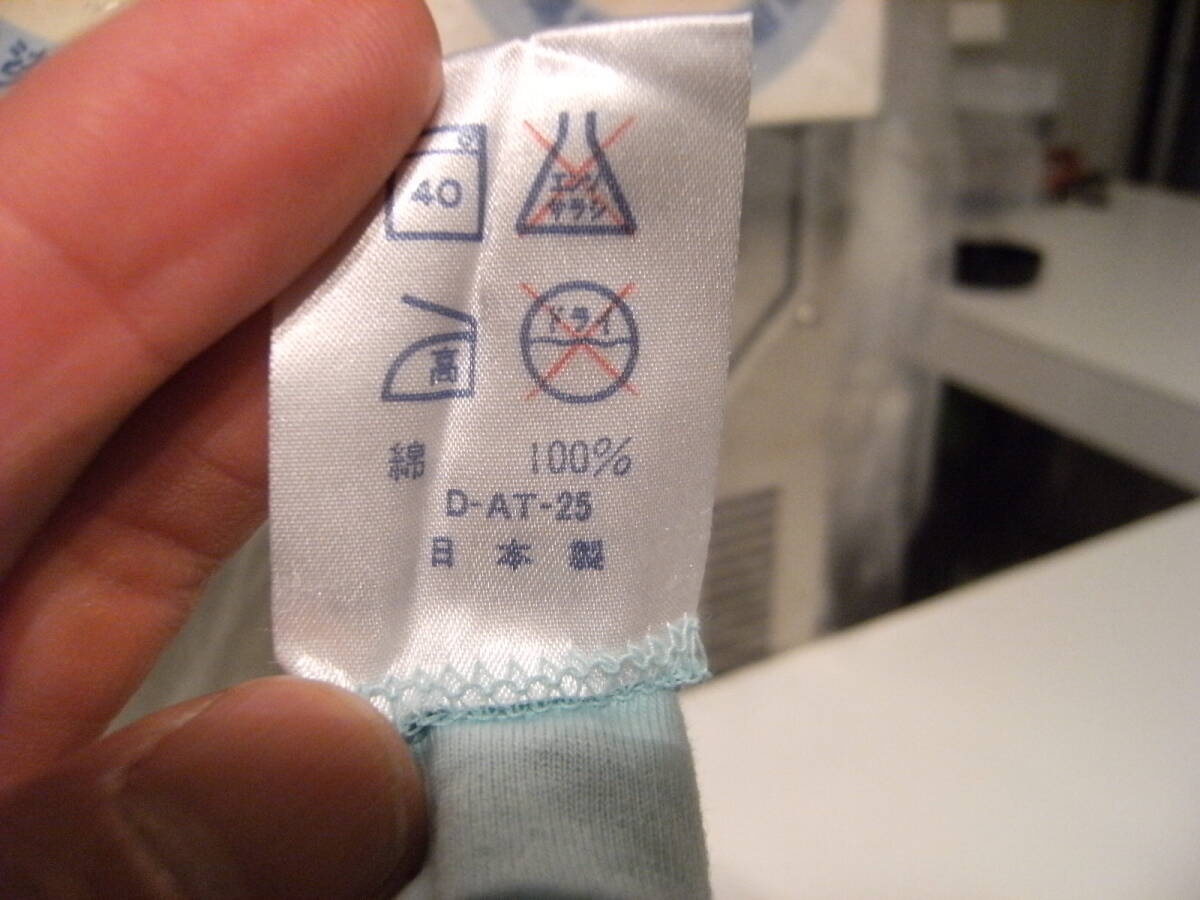 40 エンソ
サラシ
高 ドライ
綿 100%
D-AT-25
日本製